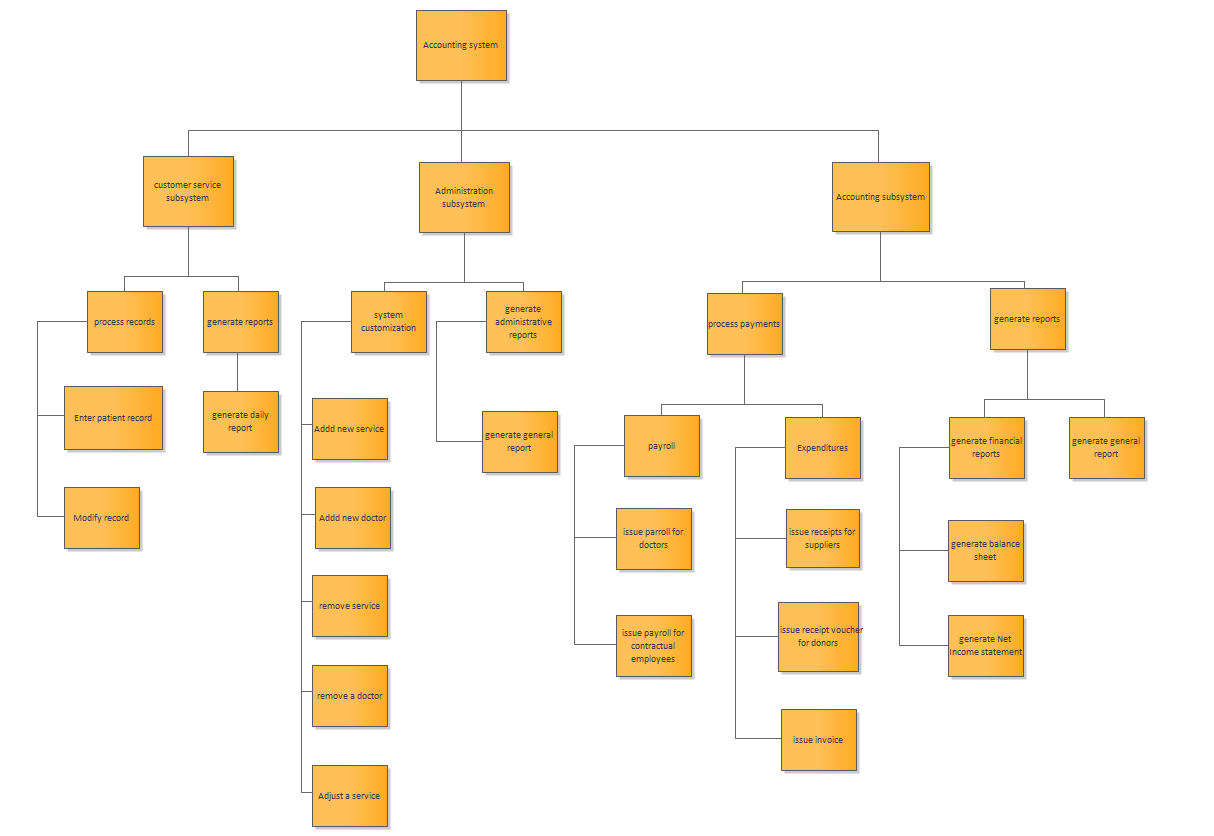 Accounting system
customer service
subsystem
Administration
subsystem
Accounting subsystem
process records
generate reports
system
customization
generate
administrative
reports
process payments
generate reports
Enter patient record
generate daily
report
Addd new service
generate general
report
payroll
Expenditures
generate financial
reports
generate general
report
Modify record
Addd new doctor
issue parroll for
doctors
issue receipts for
suppliers
generate balance
sheet
remove service
issue payroll for
contractual
employees
issue receipt voucher
for donors
generate Net
Income statement
remove a doctor
issue invoice
Adjust a service